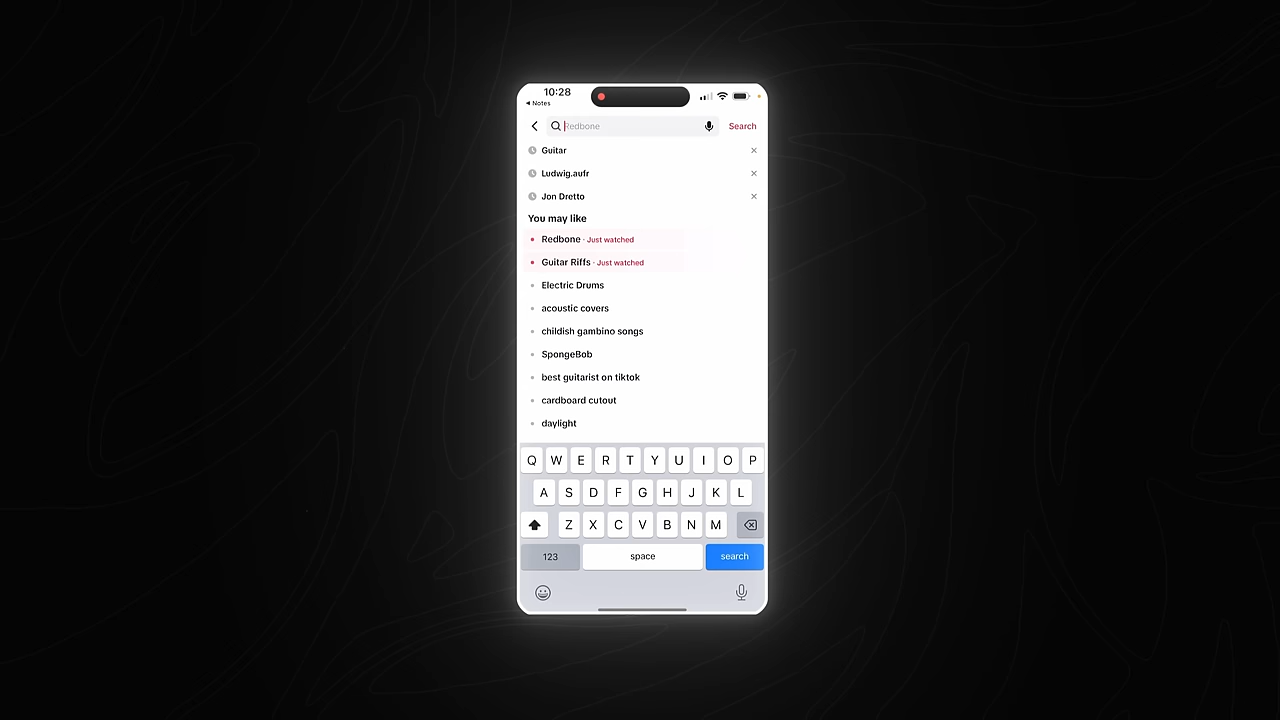 10:28
◀ Notes
Redbone
Search
Guitar
Ludwig.aufr
Jon Dretto
You may like
Redbone · Just watched
Guitar Riffs · Just watched
Electric Drums
acoustic covers
childish gambino songs
SpongeBob
best guitarist on tiktok
cardboard cutout
daylight
Q W E R T Y U I O P
A S D F G H J K L
Z X C V B N M
123 space search